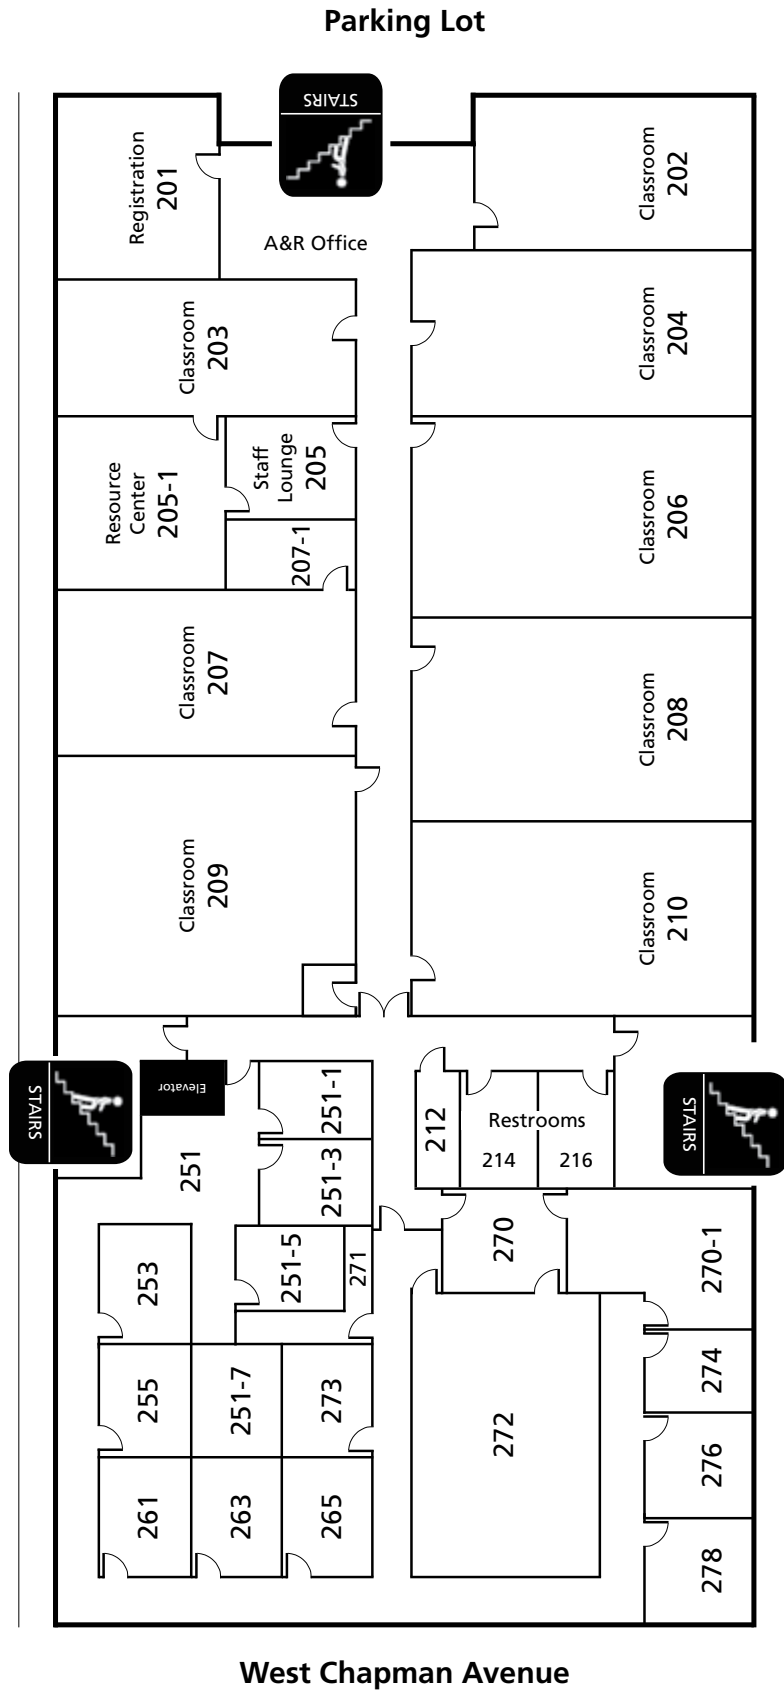 Parking Lot
STAIRS
Registration
201
Classroom
202
A&R Office
Classroom
203
Classroom
204
Resource
Center
205-1
Staff
Lounge
205
Classroom
206
207-1
Classroom
207
Classroom
208
Classroom
209
Classroom
210
STAIRS
Elevator
251-1
212
Restrooms
214
216
STAIRS
251
251-3
253
251-5
271
270
270-1
255
251-7
273
272
274
276
261
263
265
278
West Chapman Avenue